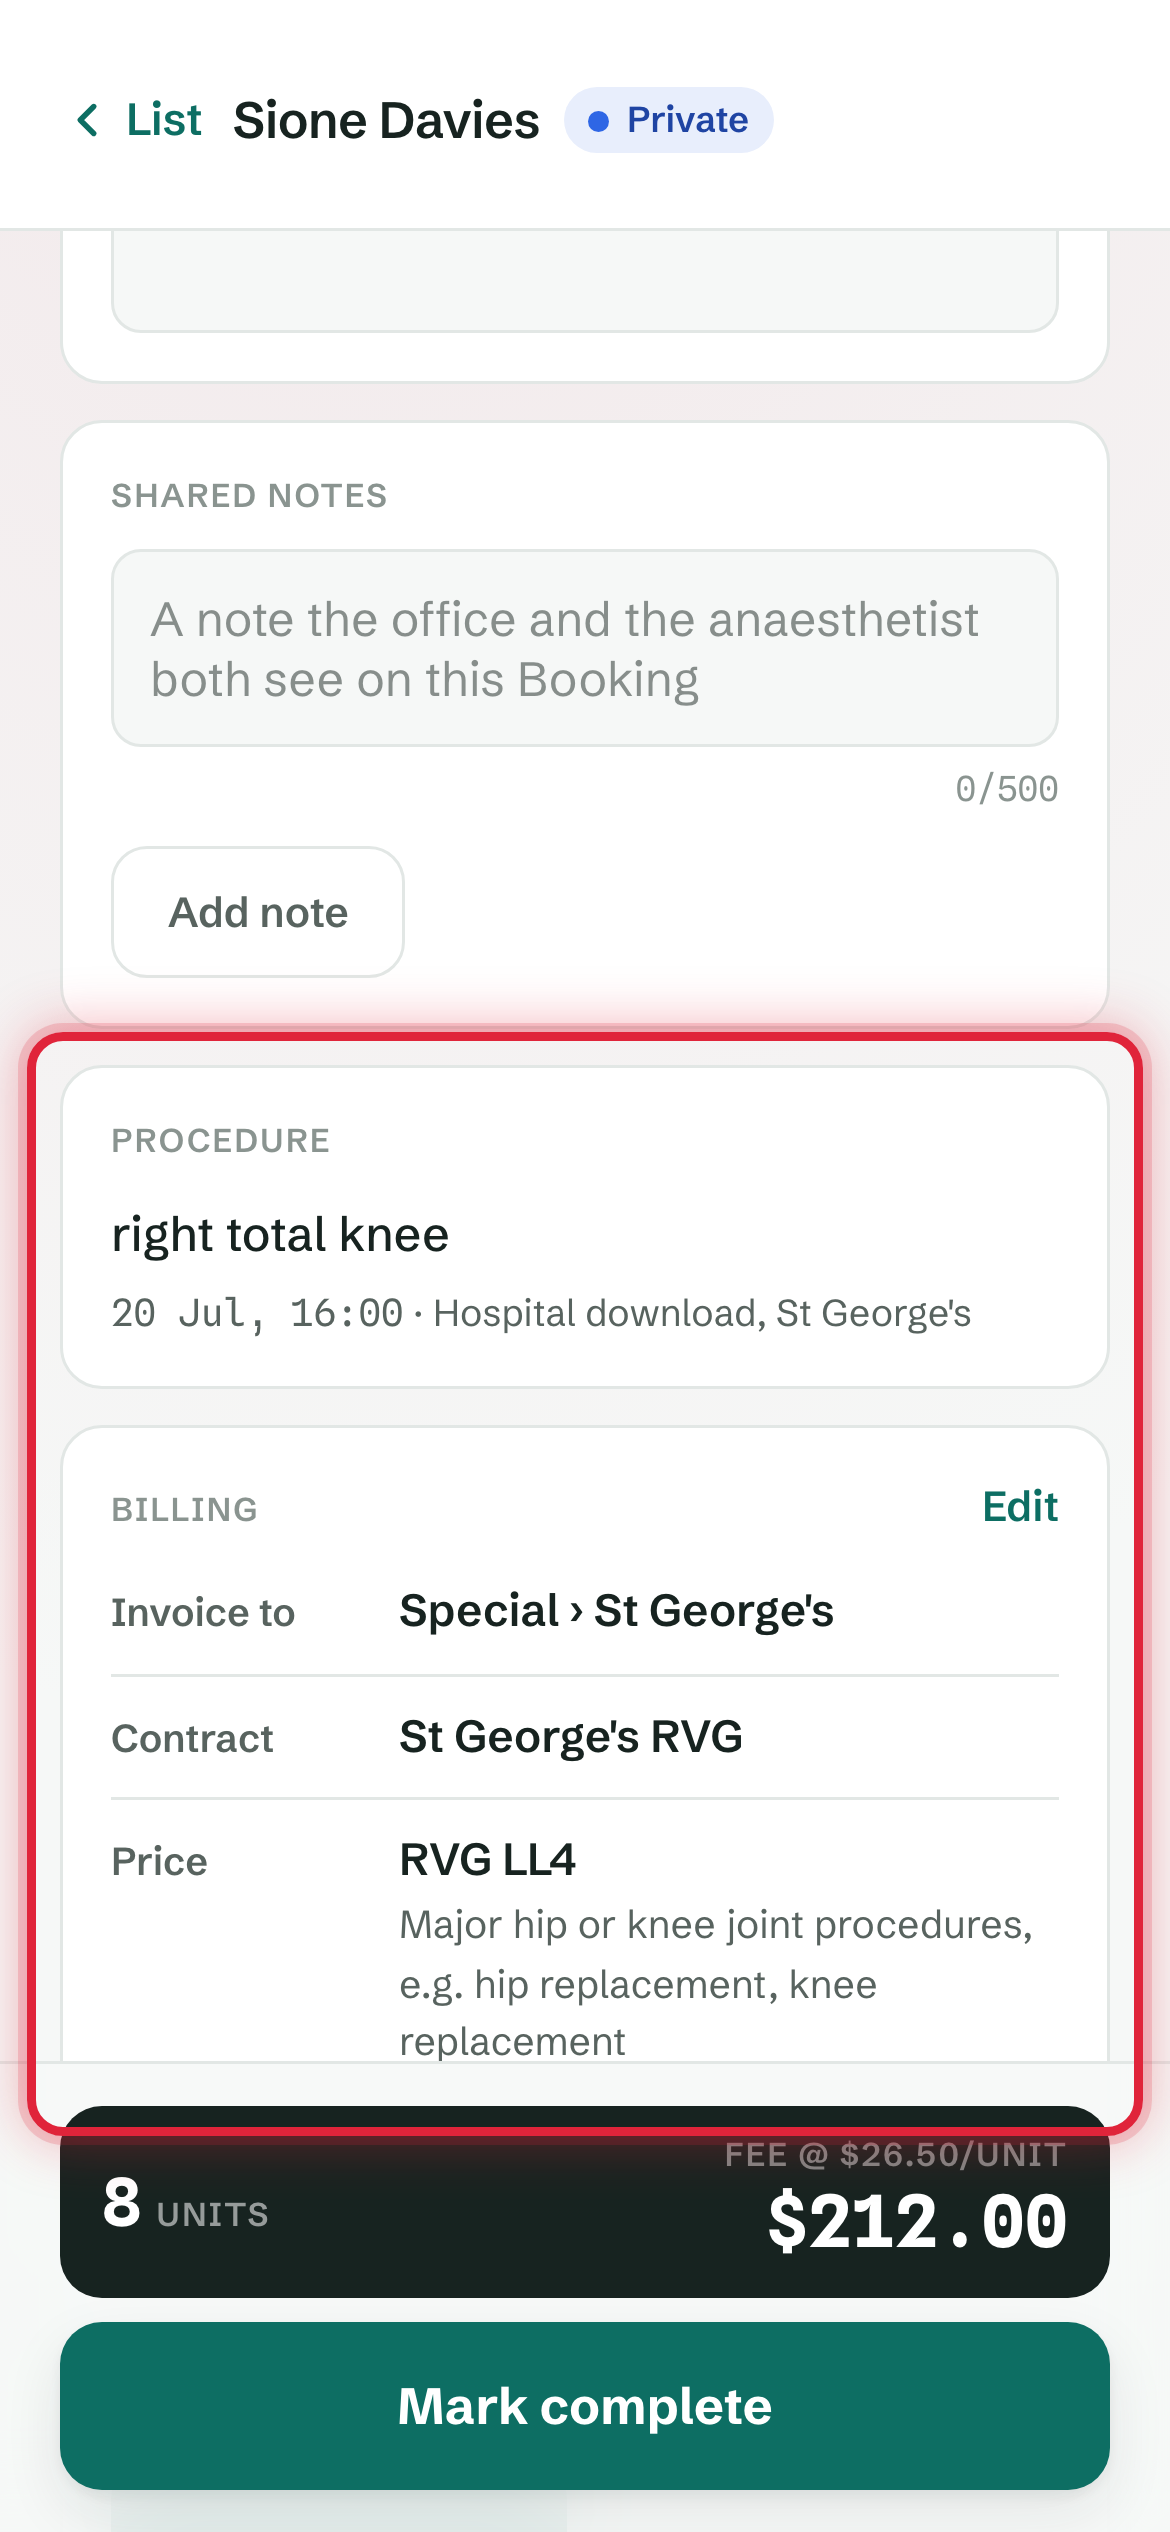 List Sione Davies Private
SHARED NOTES
A note the office and the anaesthetist
both see on this Booking
0/500
Add note
PROCEDURE
right total knee
20 Jul, 16:00 · Hospital download, St George's
BILLING Edit
Invoice to Special › St George's
Contract St George's RVG
Price RVG LL4
Major hip or knee joint procedures,
e.g. hip replacement, knee
replacement
FEE @ $26.50/UNIT
8 UNITS $212.00
Mark complete